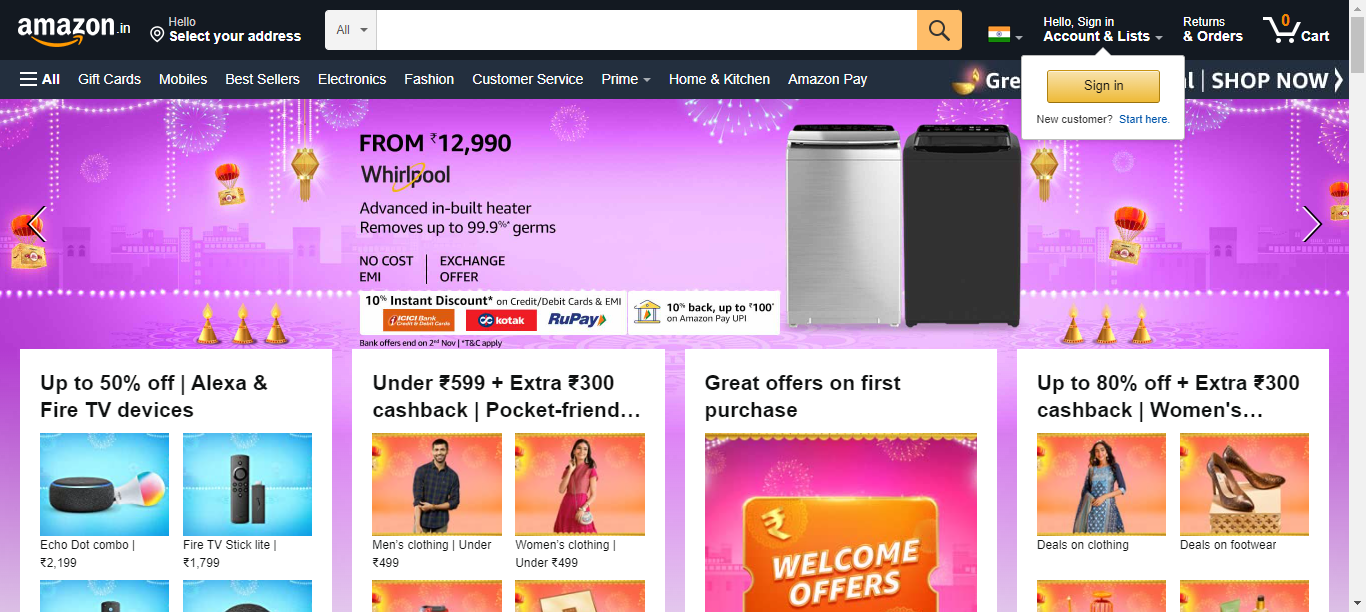 amazon.in
Hello
Select your address
All
Hello, Sign in
Account & Lists
Returns
& Orders
0
Cart
All
Gift Cards
Mobiles
Best Sellers
Electronics
Fashion
Customer Service
Prime
Home & Kitchen
Amazon Pay
Gre
l | SHOP NOW
Sign in
New customer? Start here.
FROM ₹12,990
Whirlpool
Advanced in-built heater
Removes up to 99.9%* germs
NO COST
EMI
EXCHANGE
OFFER
10% Instant Discount* on Credit/Debit Cards & EMI
ICICI Bank
Credit & Debit Cards
kotak
RuPay
10% back, up to ₹100*
on Amazon Pay UPI
Bank offers end on 2nd Nov | *T&C apply
Up to 50% off | Alexa &
Fire TV devices
Echo Dot combo |
₹2,199
Fire TV Stick lite |
₹1,799
Under ₹599 + Extra ₹300
cashback | Pocket-friend…
Men's clothing | Under
₹499
Women's clothing |
Under ₹499
Great offers on first
purchase
₹
WELCOME
OFFERS
Up to 80% off + Extra ₹300
cashback | Women's…
Deals on clothing
Deals on footwear